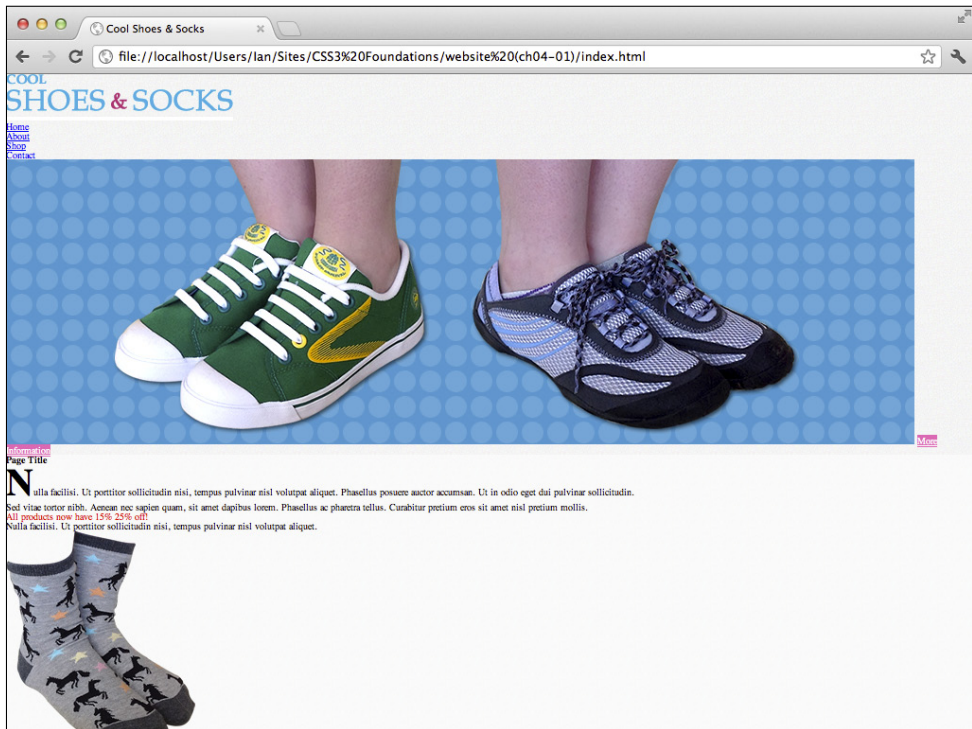 Cool Shoes & Socks
file://localhost/Users/Ian/Sites/CSS3%20Foundations/website%20(ch04-01)/index.html
COOL
SHOES & SOCKS
Home
About
Shop
Contact
More
Information
Page Title
Nulla facilisi. Ut porttitor sollicitudin nisi, tempus pulvinar nisl volutpat aliquet. Phasellus posuere auctor accumsan. Ut in odio eget dui pulvinar sollicitudin.
Sed vitae tortor nibh. Aenean nec sapien quam, sit amet dapibus lorem. Phasellus ac pharetra tellus. Curabitur pretium eros sit amet nisl pretium mollis.
All products now have 15% 25% off!
Nulla facilisi. Ut porttitor sollicitudin nisi, tempus pulvinar nisl volutpat aliquet.